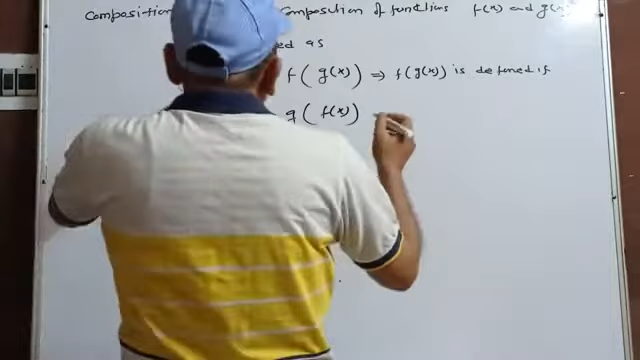 Composition Composition of functions f(x) and g(x)
ed as
f(g(x)) ⇒ f(g(x)) is defined if
g(f(x))